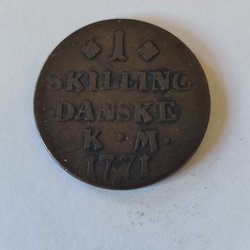 1
SKILLING
DANSKE
K · M ·
1771